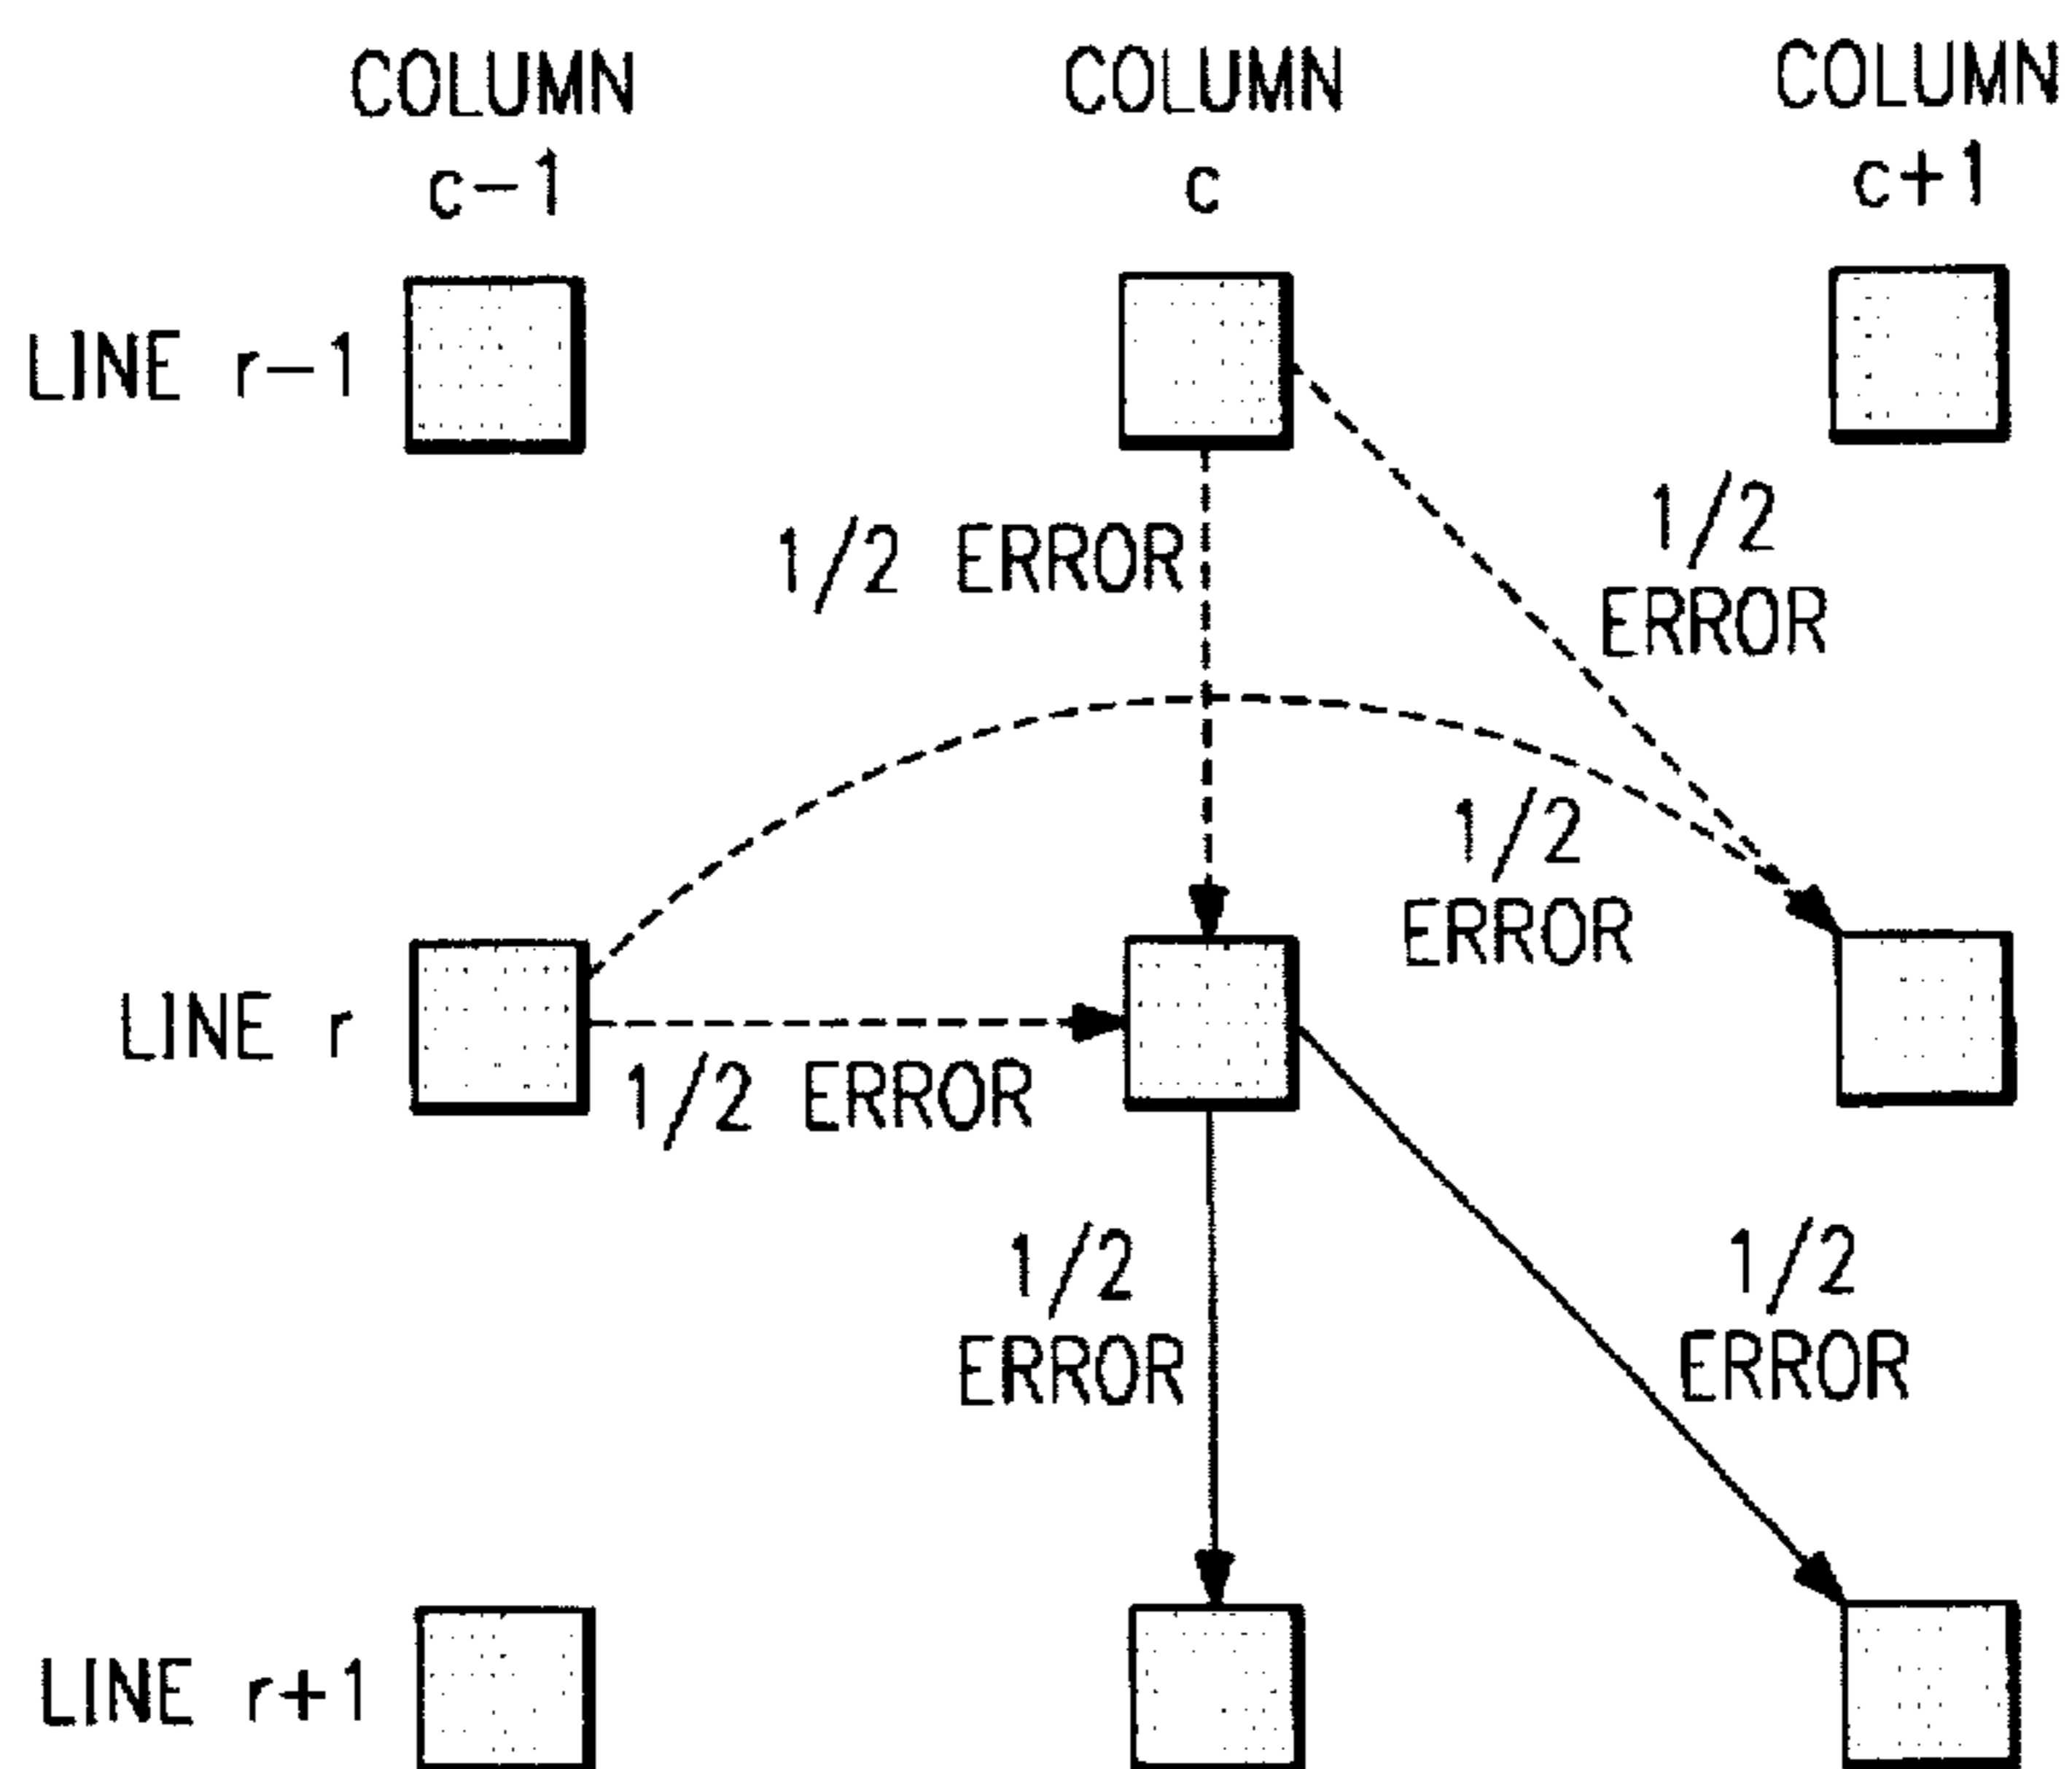 COLUMN COLUMN COLUMN
c-1 c c+1
LINE r-1
1/2 ERROR
1/2
ERROR
1/2
ERROR
LINE r
1/2 ERROR
1/2
ERROR
1/2
ERROR
LINE r+1